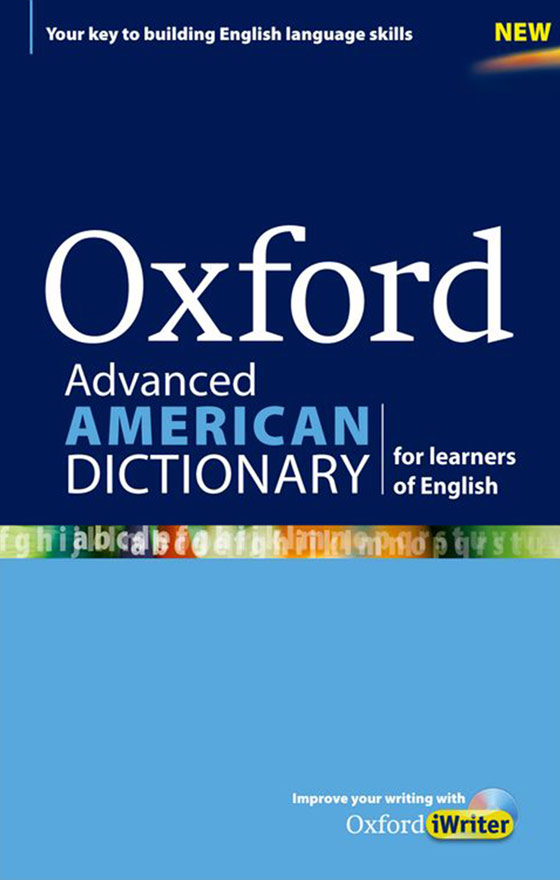 Your key to building English language skills
NEW
Oxford
Advanced
AMERICAN
DICTIONARY
for learners
of English
Improve your writing with
Oxford iWriter